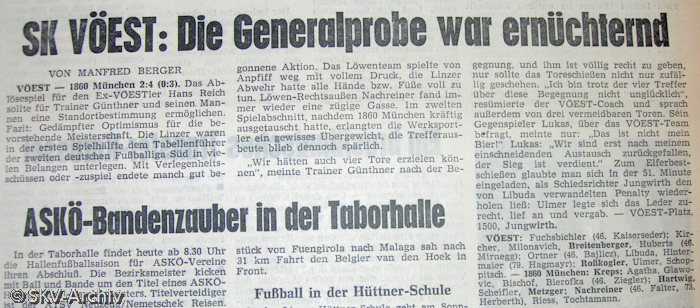 SK VÖEST: Die Generalprobe war ernüchternd
VON MANFRED BERGER
VÖEST — 1860 München 2:4 (0:3). Das Ab-
lösespiel für den Ex-VÖESTler Hans Reich
sollte für Trainer Günthner und seinen Man-
nen eine Standortbestimmung ermöglichen.
Fazit: Gedämpfter Optimismus für die be-
vorstehende Meisterschaft. Die Linzer waren
in der ersten Spielhälfte dem Tabellenführer
der zweiten deutschen Fußballiga Süd in vie-
len Belangen unterlegen. Mit Verlegenheits-
schüssen oder -zuspiel endete manch gut be-
gonnene Aktion. Das Löwenteam spielte von
Anpfiff weg mit vollem Druck, die Linzer
Abwehr hatte alle Hände bzw. Füße voll zu
tun. Löwen-Rechtsaußen Nachreiner fand im-
mer wieder eine zügige Gasse. Im zweiten
Spielabschnitt, nachdem 1860 München kräftig
ausgetauscht hatte, erlangten die Werksport-
ler ein gewisses Übergewicht, die Trefferaus-
beute blieb dennoch spärlich.
„Wir hätten auch vier Tore erzielen kön-
nen", meinte Trainer Günthner nach der Be-
gegnung, und ihm ist völlig recht zu geben,
nur sollte das Toreschießen nicht nur zufäl-
lig geschehen. „Ich bin trotz der vier Treffer
über diese Begegnung nicht unglücklich",
resümierte der VÖEST-Coach und sprach
außerdem von drei vermeidbaren Toren. Sein
Gegenspieler Lukas, über das VÖEST-Team
befragt, meinte nur: „Das ist nicht mein
Bier!" Lukas: „Wir sind erst nach meinem
einschneidenden Austausch zurückgefallen,
der Sieg ist verdient." Zum Elferbe-
schießen glaubte man sich in der 51. Minute
eingeladen, als Schiedsrichter Jungwirth den
von Libuda verwandelten Penalty wieder-
holen ließ: Ulmer legte sich das Leder zu-
recht, lief an und vergab. — VÖEST-Platz,
1500, Jungwirth.
VÖEST: Fuchsbichler (46. Kaiserseder); Kir-
cher, Milonavich, Breitenberger, Huberts (46.
Mirnegg); Ortner (46. Bajlicz), Libuda, Hinter-
maier (79. Hagmayr); Roßkogler, Ulmer, Schop-
pitsch. — 1860 München: Kreps; Agatha, Glawo-
vic, Bischof, Bierofka (46. Ziegler); Hartwig,
Scheller, Metzger; Nachreiner (46. Falter, 76.
Herberth), Riess, Tochtamann.
ASKÖ-Bandenzauber in der Taborhalle
In der Taborhalle findet heute ab 8.30 Uhr
die Hallenfußballsaison für ASKÖ-Vereine
ihren Abschluß. Die Bezirksmeister kicken
mit Ball und Bande um den Titel eines ASKÖ-
Titelverteidiger
Nemetschek Reisen
stück von Fuengirola nach Malaga sah nach
31 km Fahrt den Belgier van den Hoek in
Front.
Fußball in der Hüttner-Schule
© SKV-Archiv